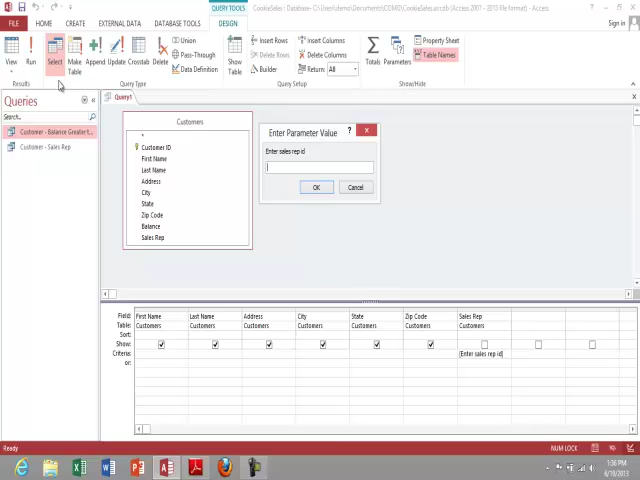 QUERY TOOLS
CookieSales : Database- C:\Users\demo\Documents\COMO\CookieSales.accdb (Access 2007 - 2013 file format) - Access
Sign in
FILE HOME CREATE EXTERNAL DATA DATABASE TOOLS DESIGN
View Run Select Make Table Append Update Crosstab Delete
Union
Pass-Through
Data Definition
Show Table
Insert Rows
Delete Rows
Builder
Insert Columns
Delete Columns
Return: All
Totals Parameters
Property Sheet
Table Names
Results Query Type Query Setup Show/Hide
Queries
Search...
Customer - Balance Greater t...
Customer - Sales Rep
Query1
Customers
*
Customer ID
First Name
Last Name
Address
City
State
Zip Code
Balance
Sales Rep
Enter Parameter Value
Enter sales rep id
OK Cancel
Field: First Name Last Name Address City State Zip Code Sales Rep
Table: Customers Customers Customers Customers Customers Customers Customers
Sort:
Show:
Criteria: [Enter sales rep id]
or:
Ready
NUM LOCK
1:36 PM
6/19/2013